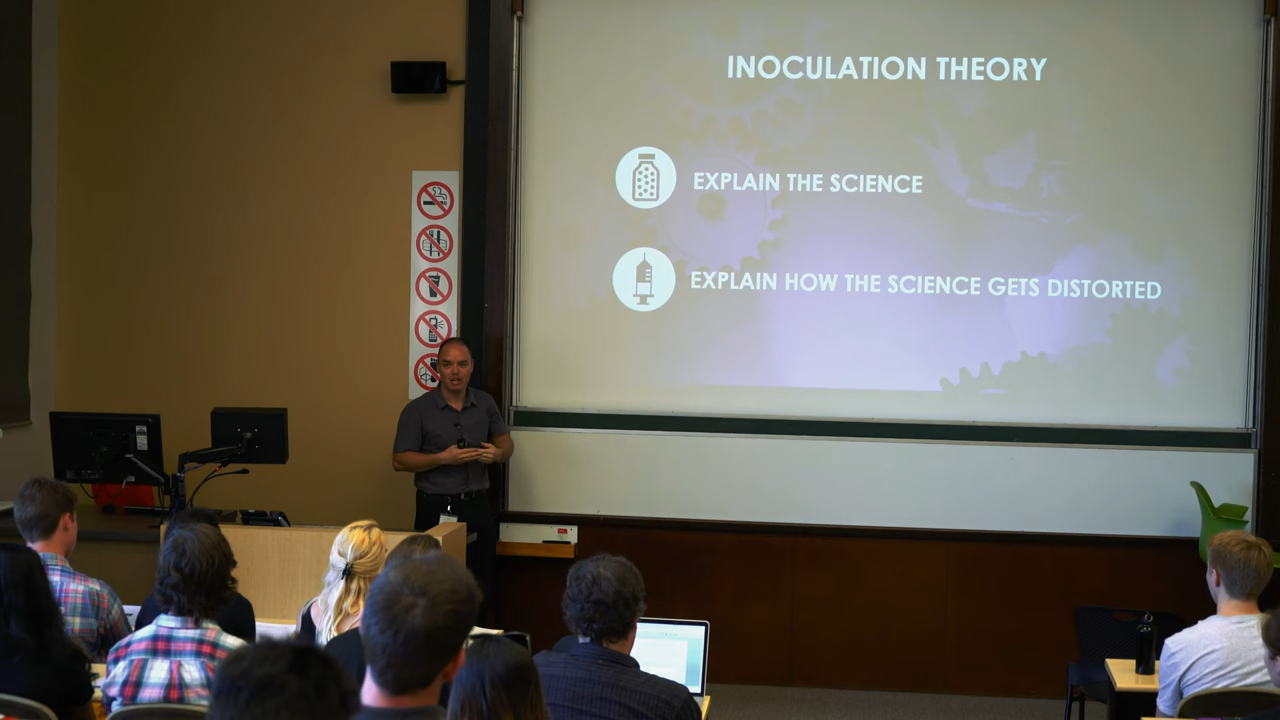 INOCULATION THEORY
EXPLAIN THE SCIENCE
EXPLAIN HOW THE SCIENCE GETS DISTORTED